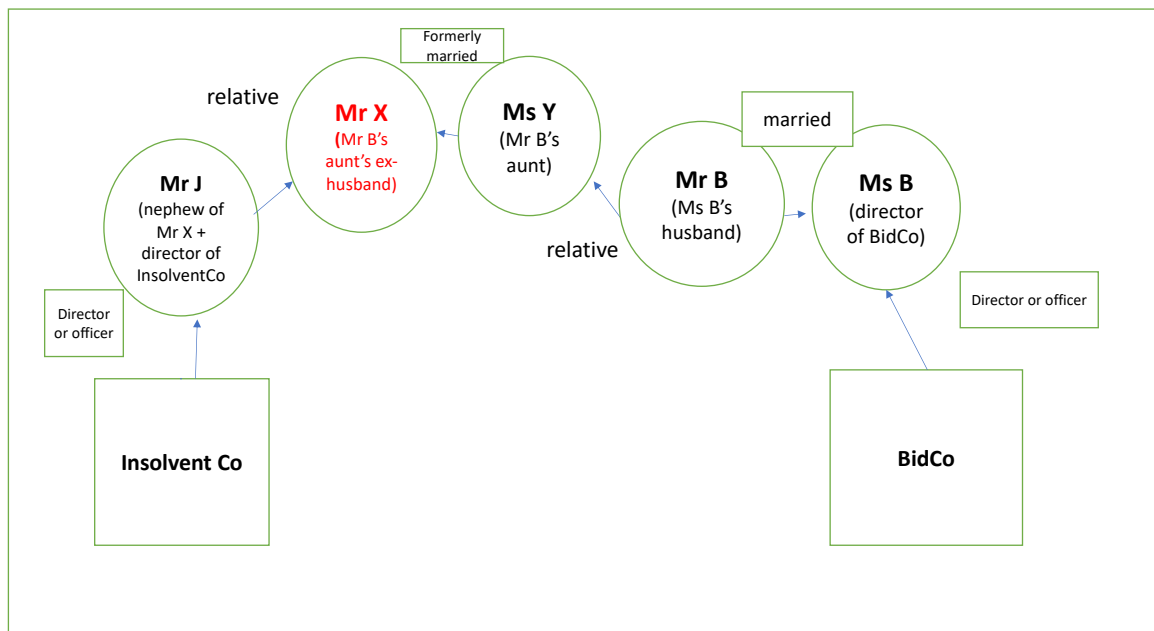 Formerly
married
relative
Mr X
(Mr B's
aunt's ex-
husband)
Ms Y
(Mr B's
aunt)
married
Mr J
(nephew of
Mr X +
director of
InsolventCo
Mr B
(Ms B's
husband)
Ms B
(director
of BidCo)
relative
Director
or officer
Director or officer
Insolvent Co
BidCo